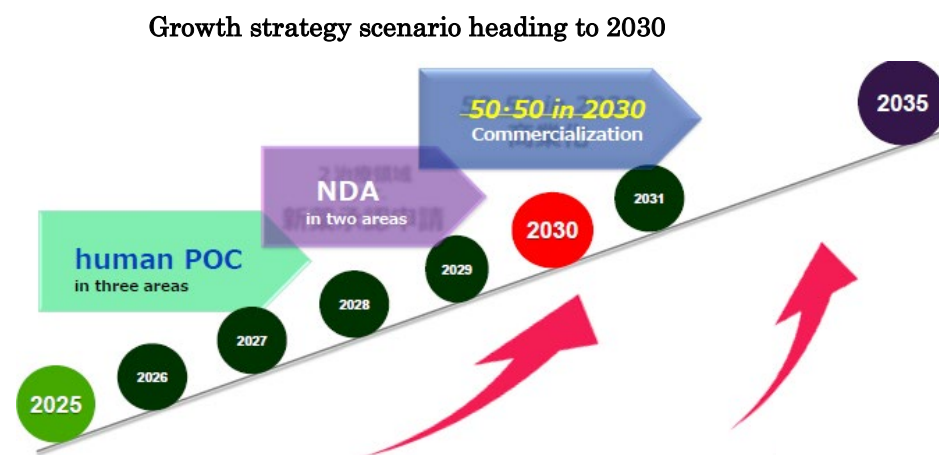 Growth strategy scenario heading to 2030
50·50 in 2030
Commercialization
2035
NDA
in two areas
2031
2030
human POC
in three areas
2029
2028
2027
2026
2025